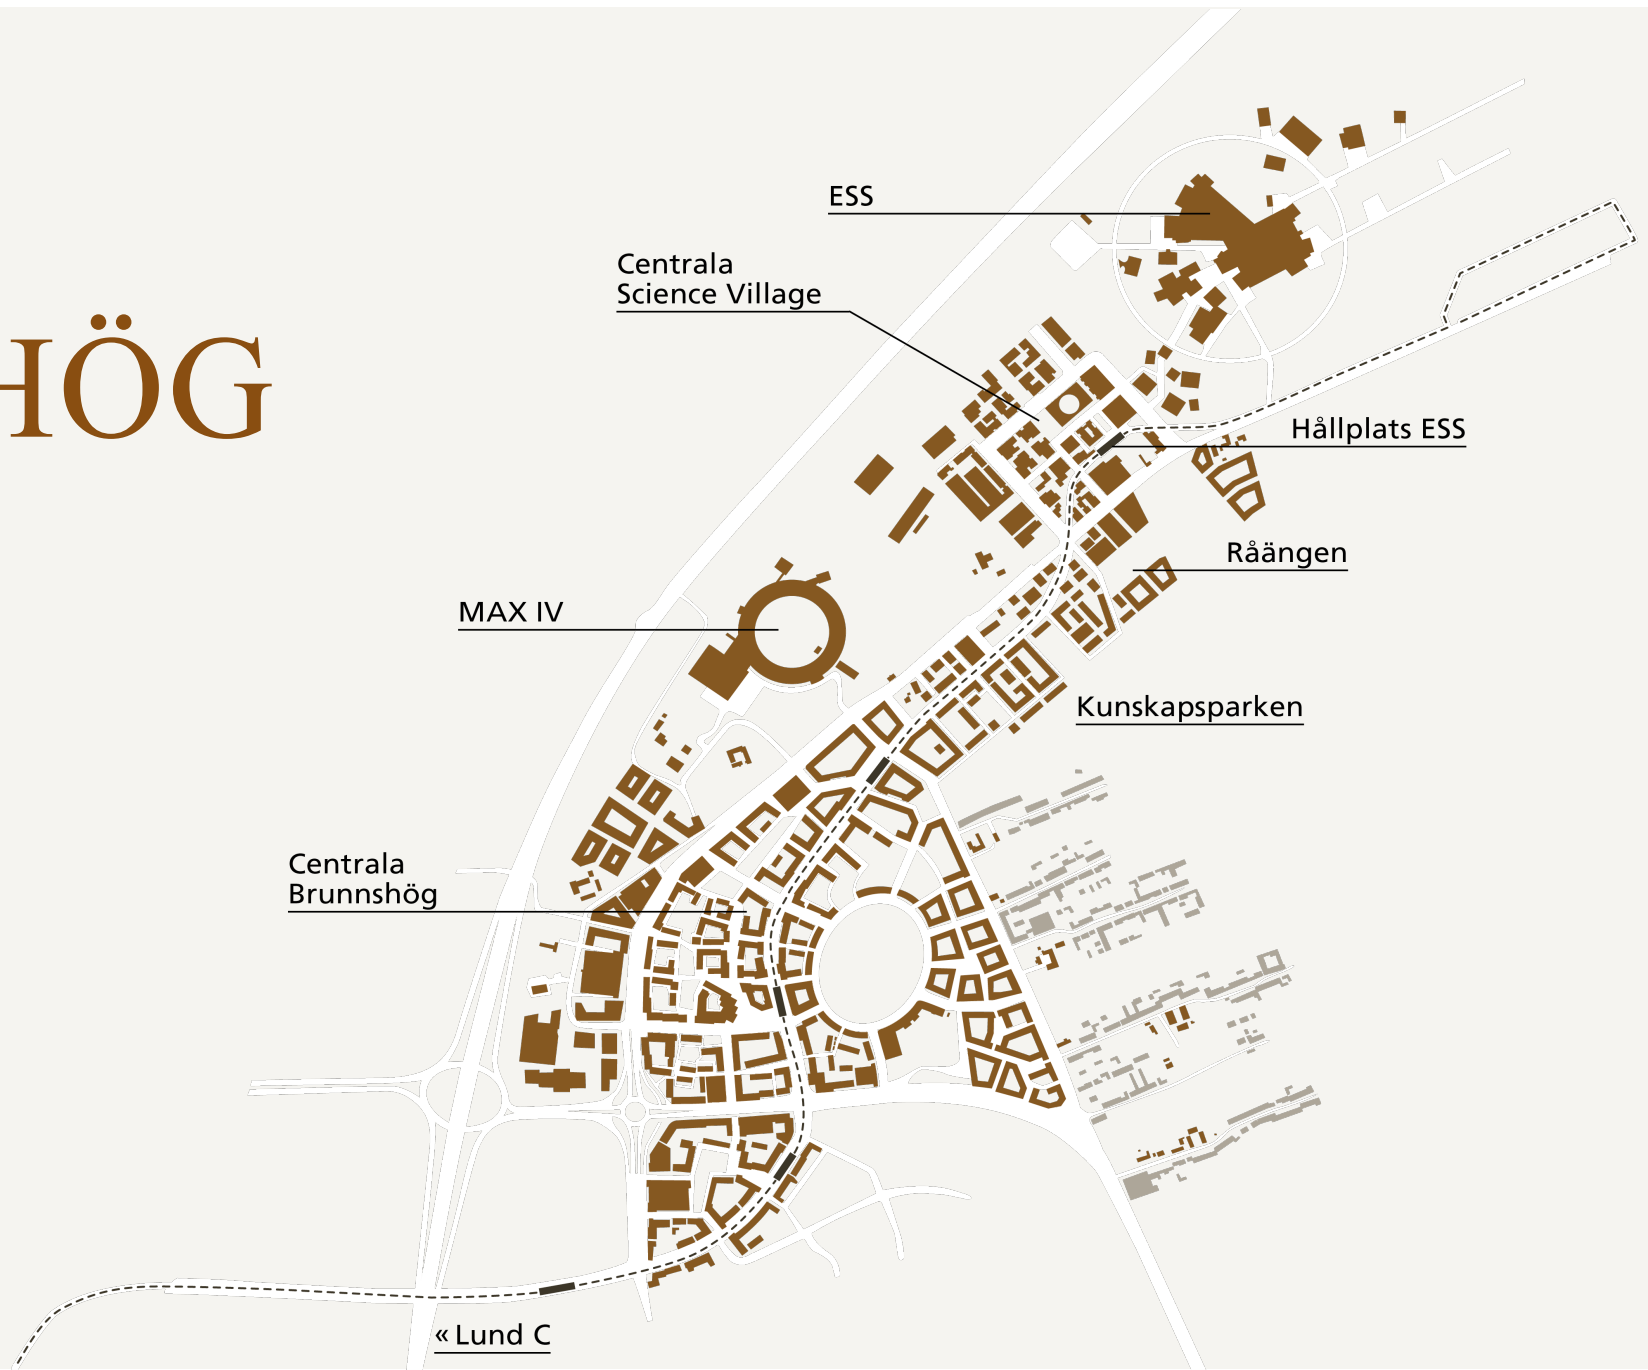 ESS
Centrala
Science Village
HÖG
Hållplats ESS
Råängen
MAX IV
Kunskapsparken
Centrala
Brunnshög
« Lund C